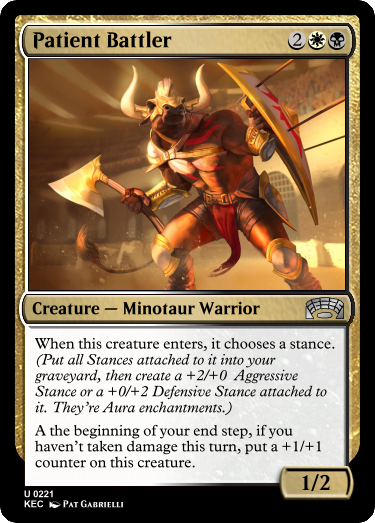 Patient Battler 2
Creature — Minotaur Warrior
When this creature enters, it chooses a stance.
(Put all Stances attached to it into your
graveyard, then create a +2/+0 Aggressive
Stance or a +0/+2 Defensive Stance attached to
it. They're Aura enchantments.)
A the beginning of your end step, if you
haven't taken damage this turn, put a +1/+1
counter on this creature.
1/2
U 0221
KEC Pat Gabrielli